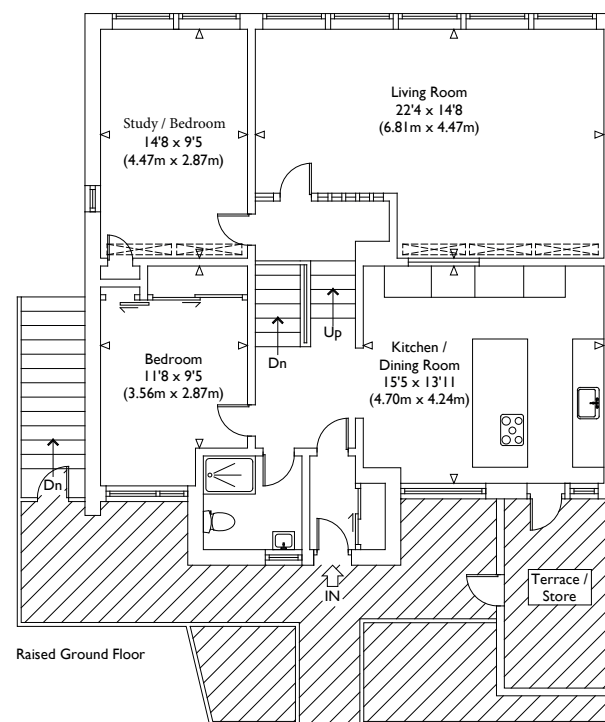 Living Room
22'4 x 14'8
(6.81m x 4.47m)
Study / Bedroom
14'8 x 9'5
(4.47m x 2.87m)
Up
Dn
Kitchen /
Dining Room
15'5 x 13'11
(4.70m x 4.24m)
Bedroom
11'8 x 9'5
(3.56m x 2.87m)
Dn
IN
Terrace /
Store
Raised Ground Floor